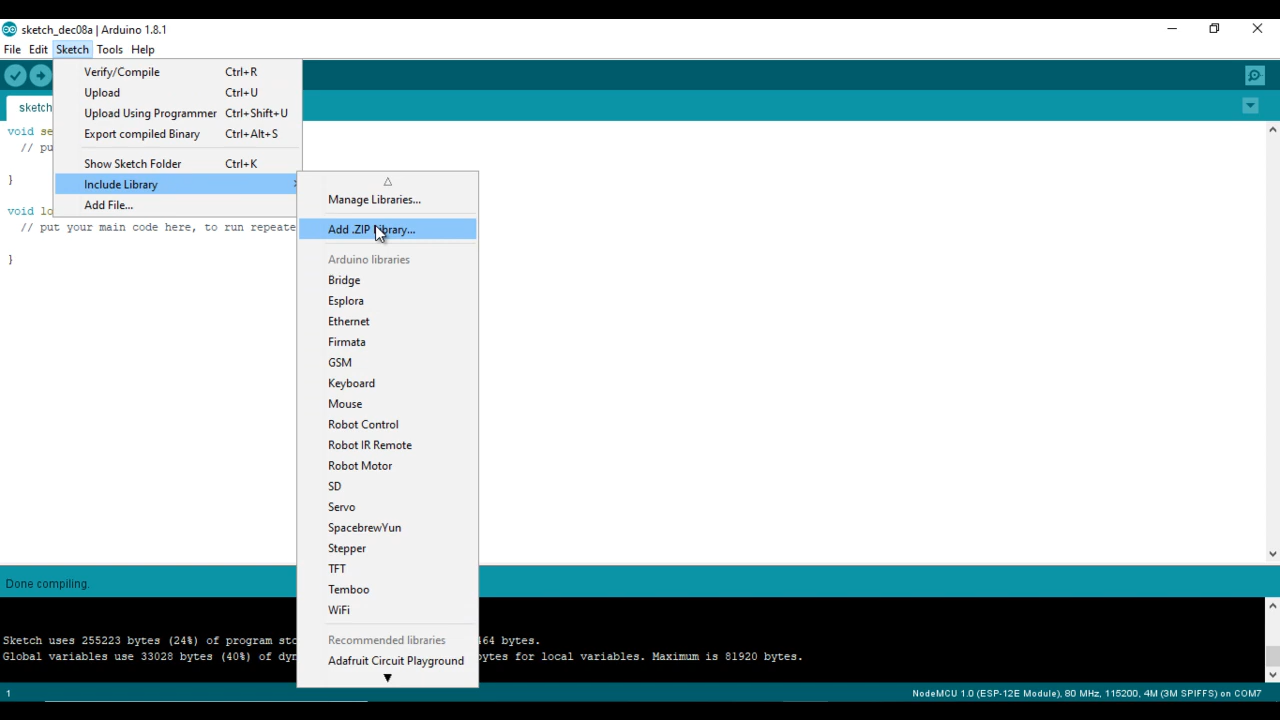 sketch_dec08a | Arduino 1.8.1
File Edit Sketch Tools Help
Verify/Compile Ctrl+R
Upload Ctrl+U
Upload Using Programmer Ctrl+Shift+U
Export compiled Binary Ctrl+Alt+S
Show Sketch Folder Ctrl+K
Include Library
Add File...
sketch
void se
// pu
}
void lo
// put your main code here, to run repeate
}
Manage Libraries...
Add .ZIP Library...
Arduino libraries
Bridge
Esplora
Ethernet
Firmata
GSM
Keyboard
Mouse
Robot Control
Robot IR Remote
Robot Motor
SD
Servo
SpacebrewYun
Stepper
TFT
Temboo
WiFi
Recommended libraries
Adafruit Circuit Playground
Done compiling.
Sketch uses 255223 bytes (24%) of program sto 464 bytes.
Global variables use 33028 bytes (40%) of dyn ytes for local variables. Maximum is 81920 bytes.
1 NodeMCU 1.0 (ESP-12E Module), 80 MHz, 115200, 4M (3M SPIFFS) on COM7